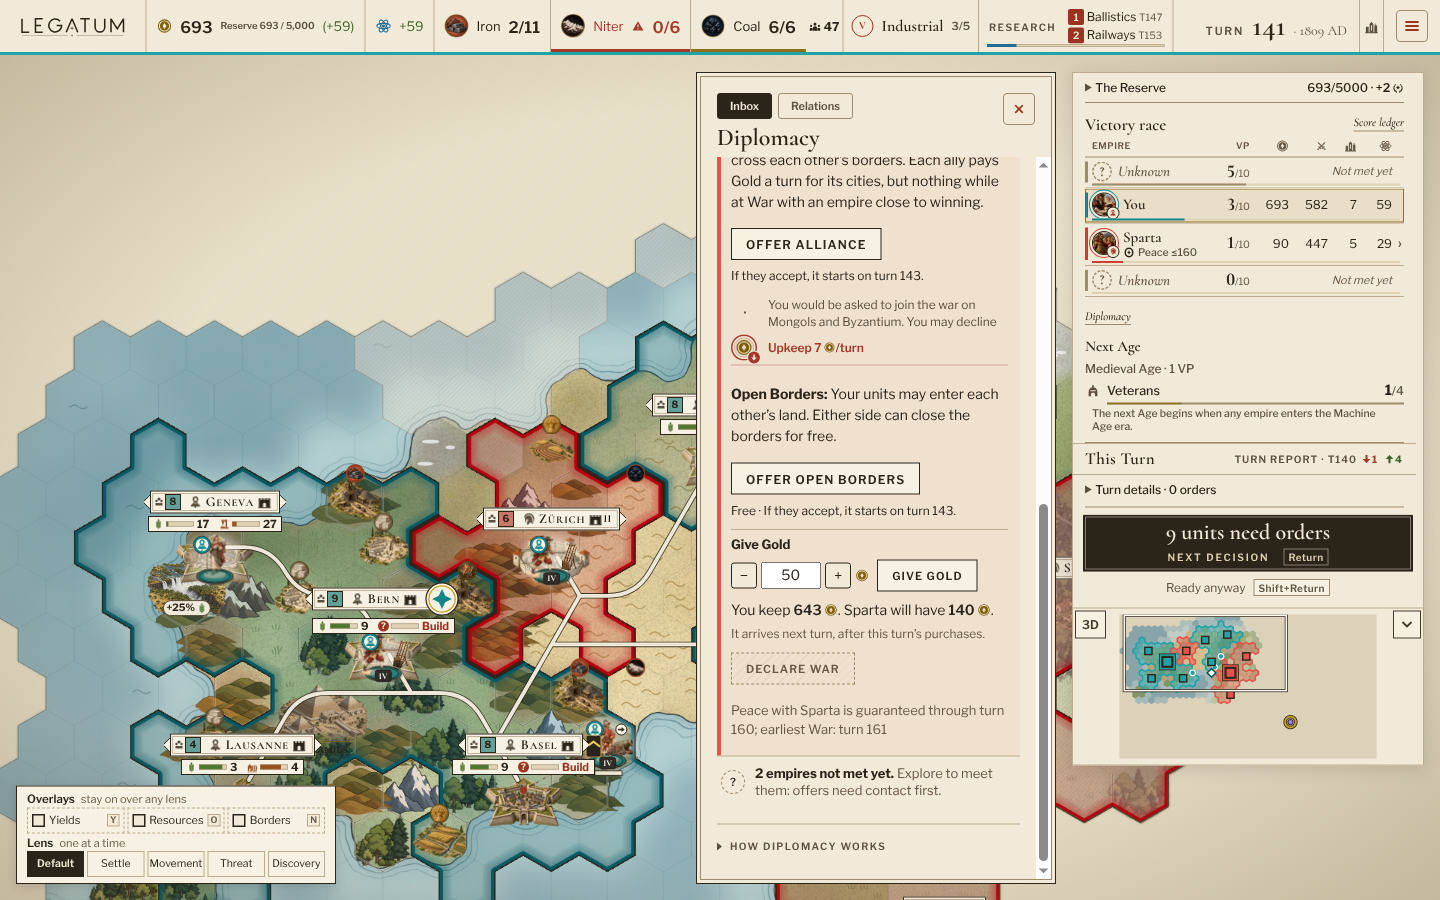 LEGATUM
693 Reserve 693 / 5,000 (+59)
+59
Iron 2/11
Niter 0/6
Coal 6/6
47
V Industrial 3/5
RESEARCH
1 Ballistics T147
2 Railways T153
TURN 141 · 1809 AD
Inbox
Relations
×
Diplomacy
cross each other's borders. Each ally pays
Gold a turn for its cities, but nothing while
at War with an empire close to winning.
OFFER ALLIANCE
If they accept, it starts on turn 143.
You would be asked to join the war on
Mongols and Byzantium. You may decline
Upkeep 7 /turn
Open Borders: Your units may enter each
other's land. Either side can close the
borders for free.
OFFER OPEN BORDERS
Free · If they accept, it starts on turn 143.
Give Gold
− 50 + GIVE GOLD
You keep 643 . Sparta will have 140 .
It arrives next turn, after this turn's purchases.
DECLARE WAR
Peace with Sparta is guaranteed through turn
160; earliest War: turn 161
? 2 empires not met yet. Explore to meet
them: offers need contact first.
HOW DIPLOMACY WORKS
The Reserve 693/5000 · +2
Victory race Score ledger
EMPIRE VP
? Unknown 5/10 Not met yet
You 3/10 693 582 7 59
Sparta 1/10 90 447 5 29 ›
Peace ≤160
? Unknown 0/10 Not met yet
Diplomacy
Next Age
Medieval Age · 1 VP
Veterans 1/4
The next Age begins when any empire enters the Machine
Age era.
This Turn TURN REPORT · T140 1 4
Turn details · 0 orders
9 units need orders
NEXT DECISION Return
Ready anyway Shift+Return
3D
8 GENEVA
17 27
+25%
6 ZÜRICH II
IV
9 BERN
9 ? Build
IV
4 LAUSANNE
3 4
8 BASEL
9 ? Build
IV
8
S
Overlays stay on over any lens
Yields Y
Resources O
Borders N
Lens one at a time
Default
Settle
Movement
Threat
Discovery